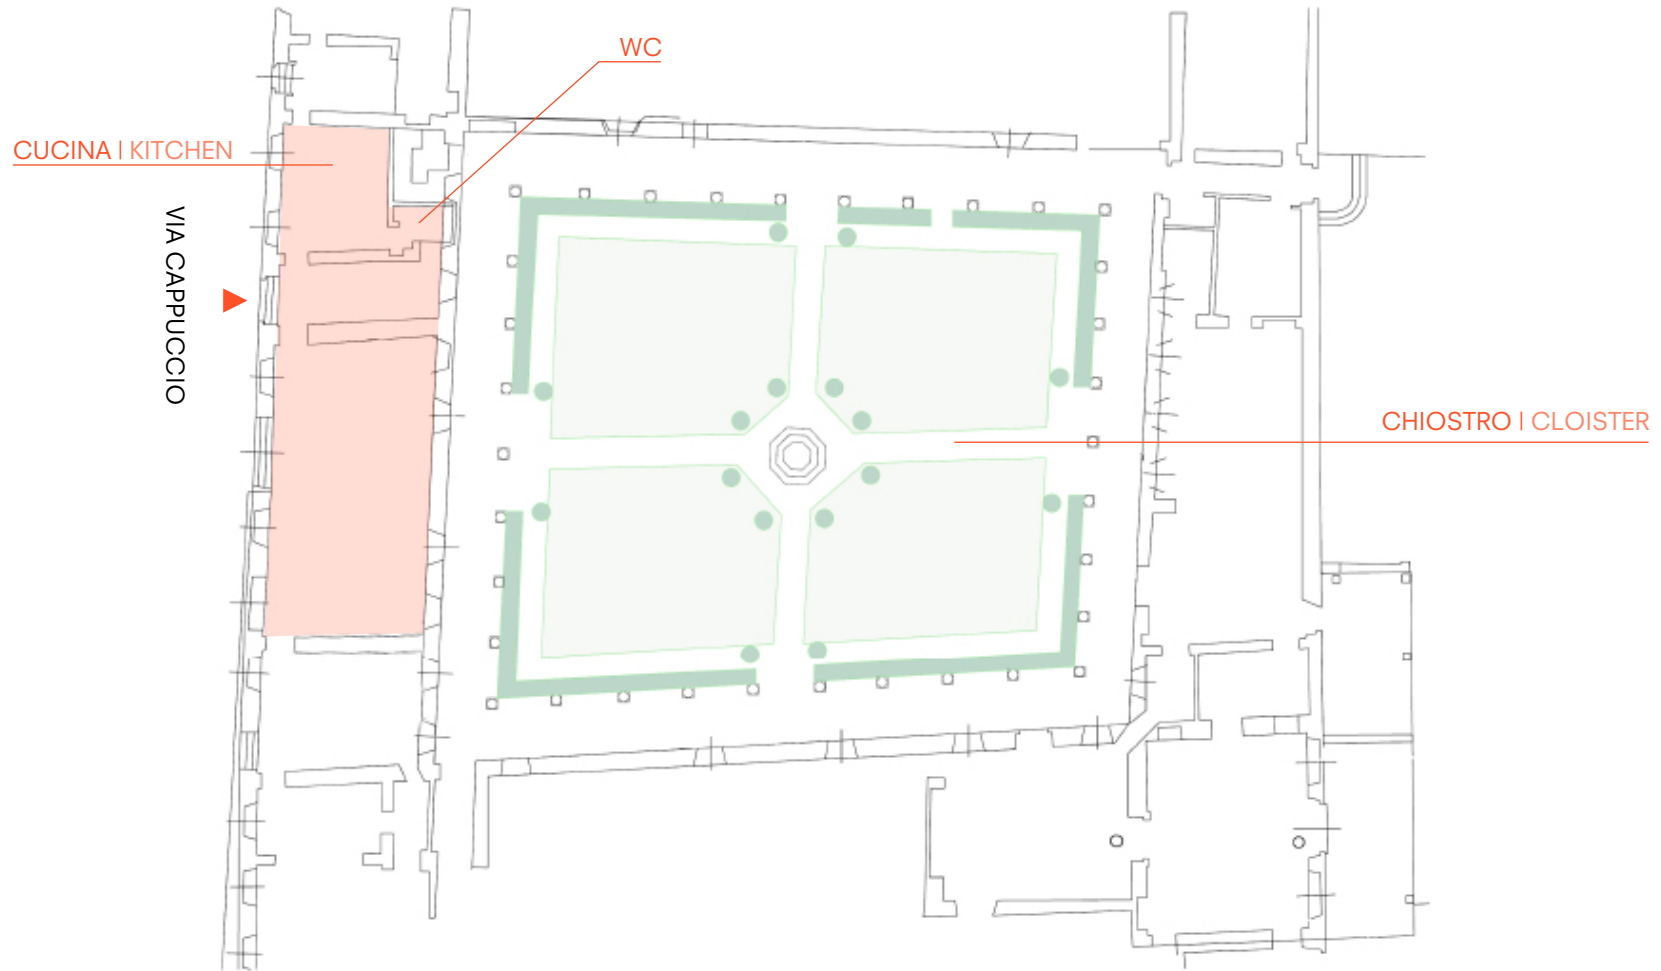 WC
CUCINA | KITCHEN
VIA CAPPUCCIO
CHIOSTRO | CLOISTER